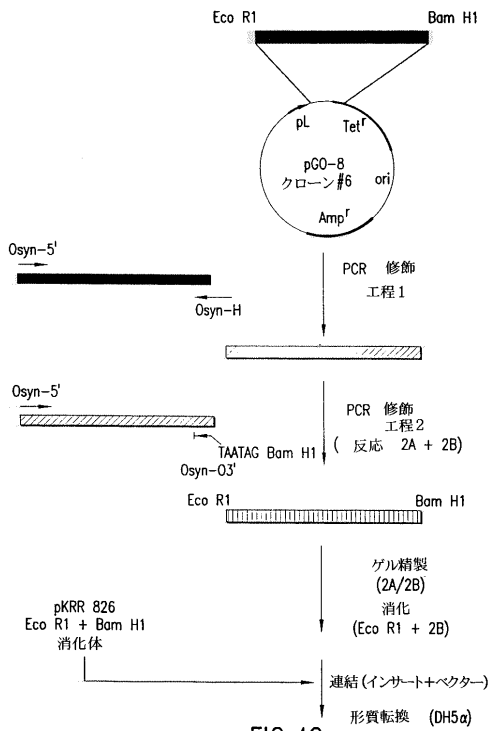 Eco R1
Bam H1
pL
Tetʳ
pGO-8
クローン #6
ori
Ampʳ
Osyn-5'
PCR 修飾
工程1
Osyn-H
Osyn-5'
PCR 修飾
工程2
( 反応 2A + 2B)
TAATAG Bam H1
Osyn-O3'
Eco R1
Bam H1
ゲル精製
(2A/2B)
消化
(Eco R1 + 2B)
pKRR 826
Eco R1 + Bam H1
消化体
連結(インサート+ベクター)
形質転換 (DH5α)